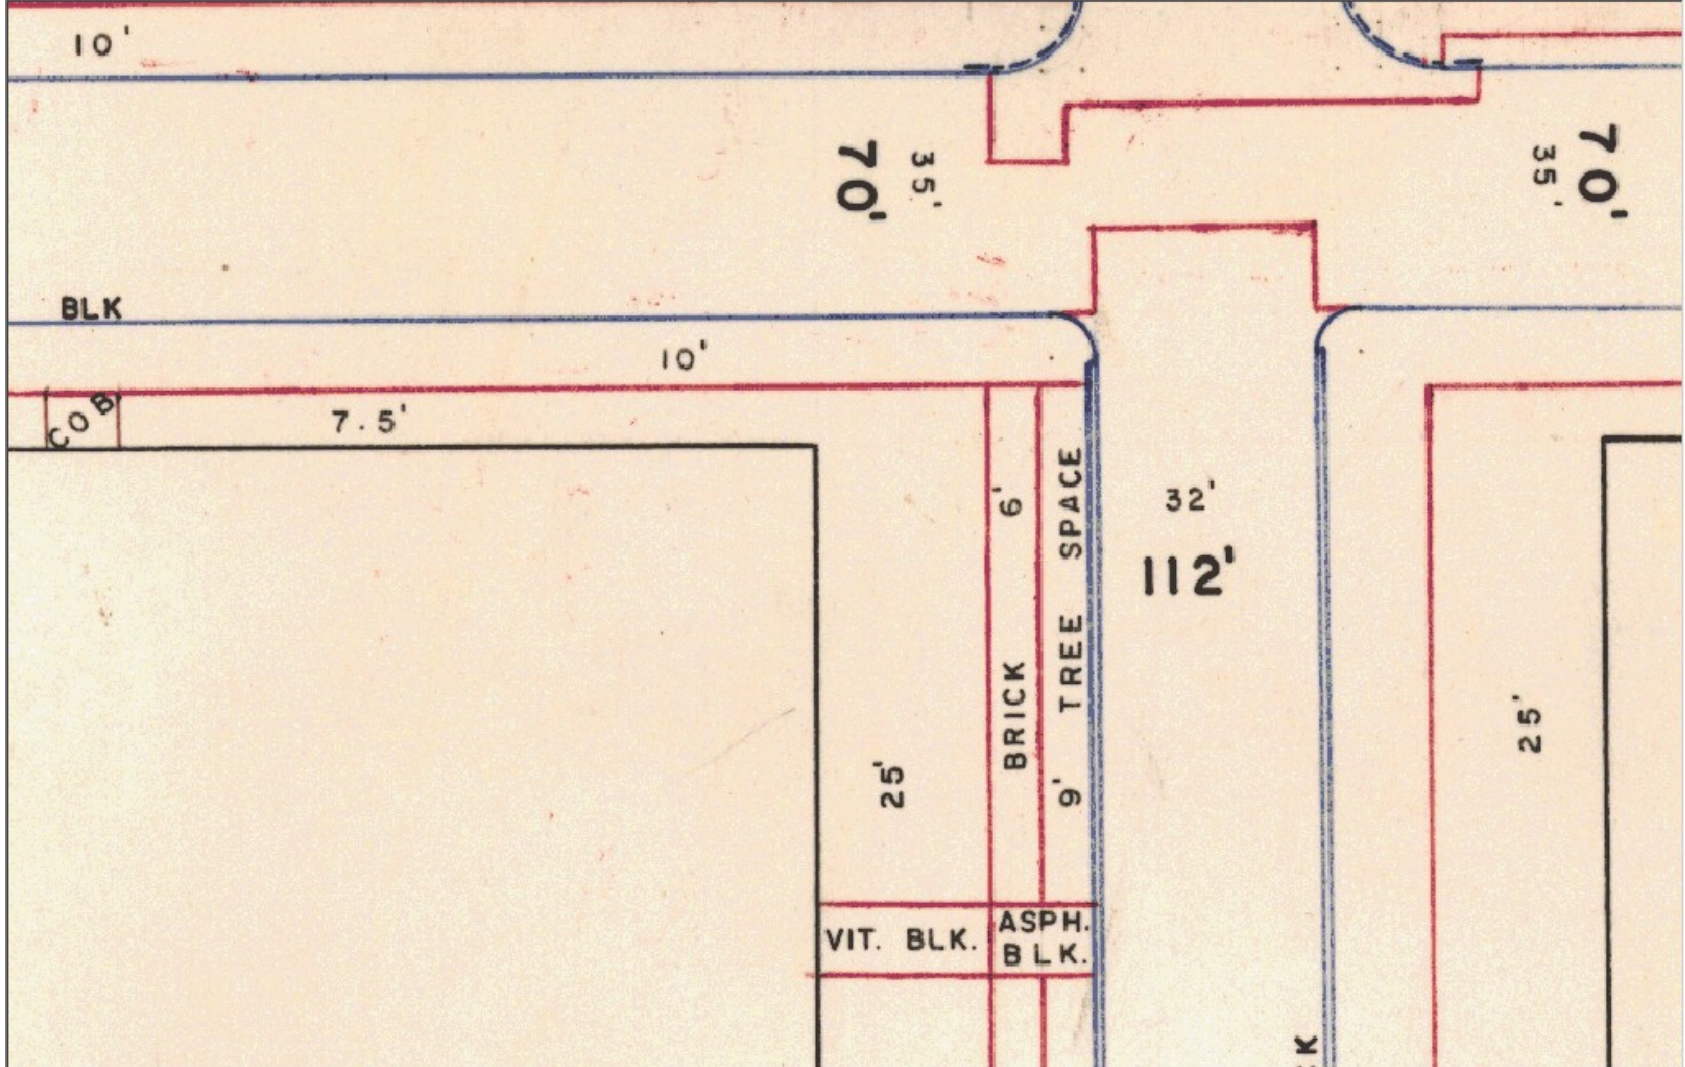 10'
70'
35'
70'
35'
BLK
10'
COB
7.5'
6'
BRICK
9' TREE SPACE
32'
112'
25'
25'
VIT. BLK.
ASPH.
BLK.
K